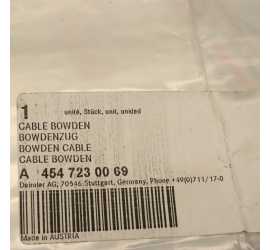 1 unité, Stück, unit, unidad
CABLE BOWDEN
BOWDENZUG
BOWDEN CABLE
CABLE BOWDEN
A 454 723 00 69
Daimler AG, 70546 Stuttgart, Germany, Phone +49(0)711/17-0
Made in AUSTRIA